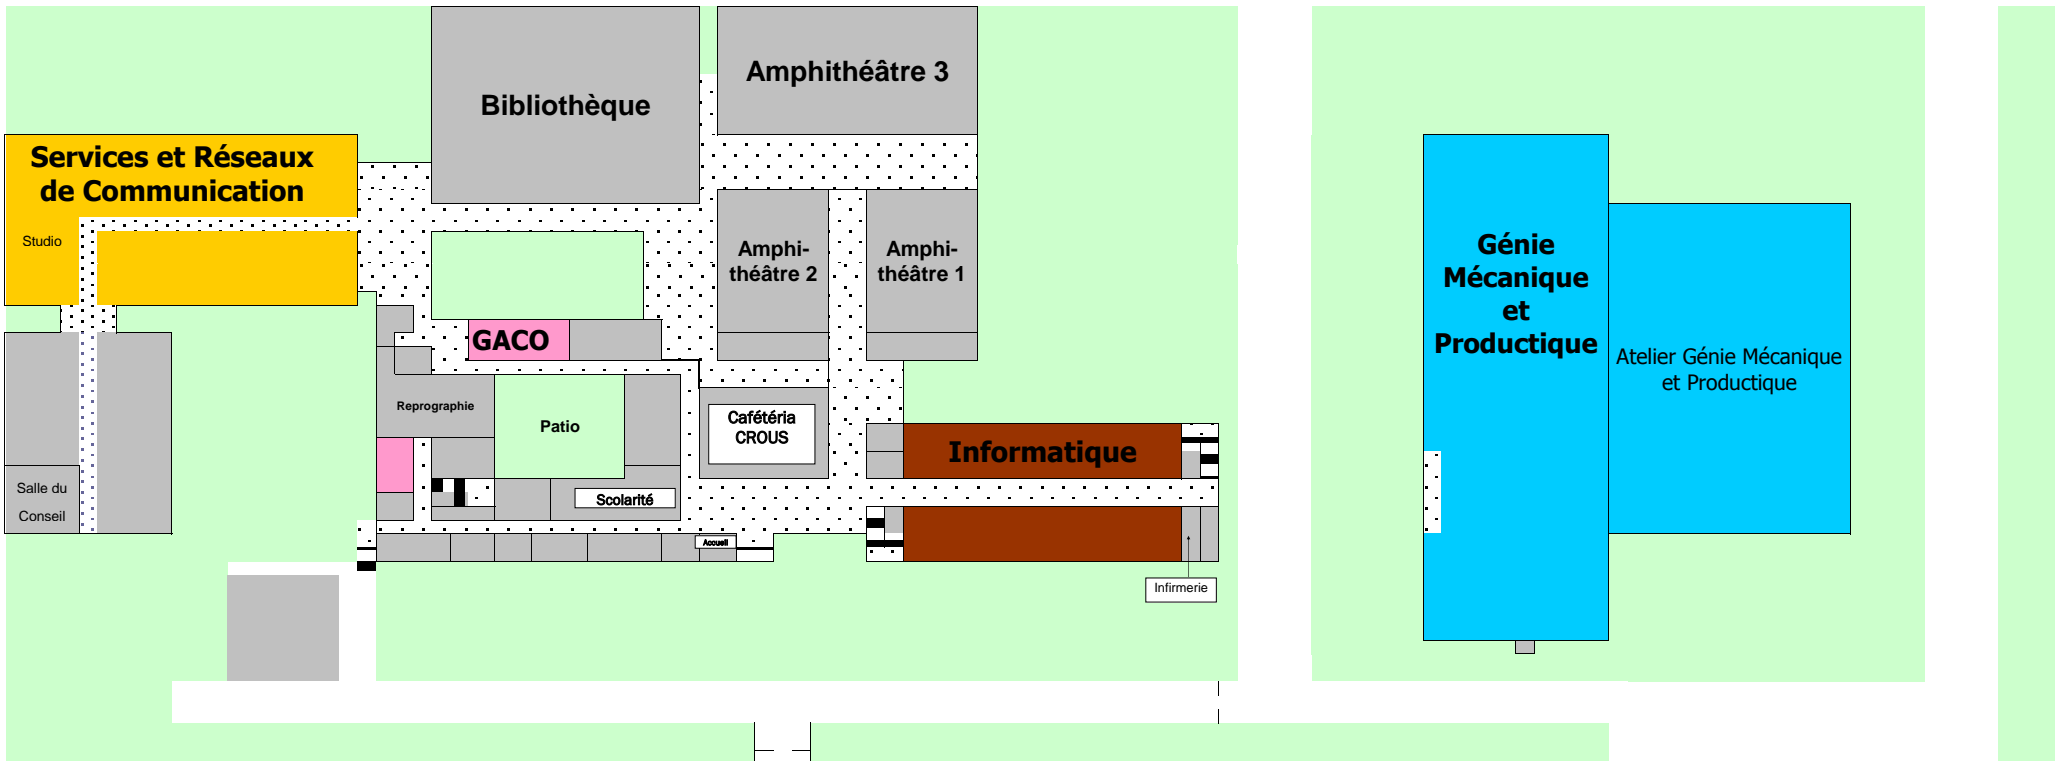 Bibliothèque
Amphithéâtre 3
Services et Réseaux
de Communication
Studio
Amphi-
théâtre 2
Amphi-
théâtre 1
Génie
Mécanique
et
Productique
Atelier Génie Mécanique
et Productique
GACO
Reprographie
Patio
Cafétéria
CROUS
Informatique
Salle du
Conseil
Scolarité
Accueil
Infirmerie